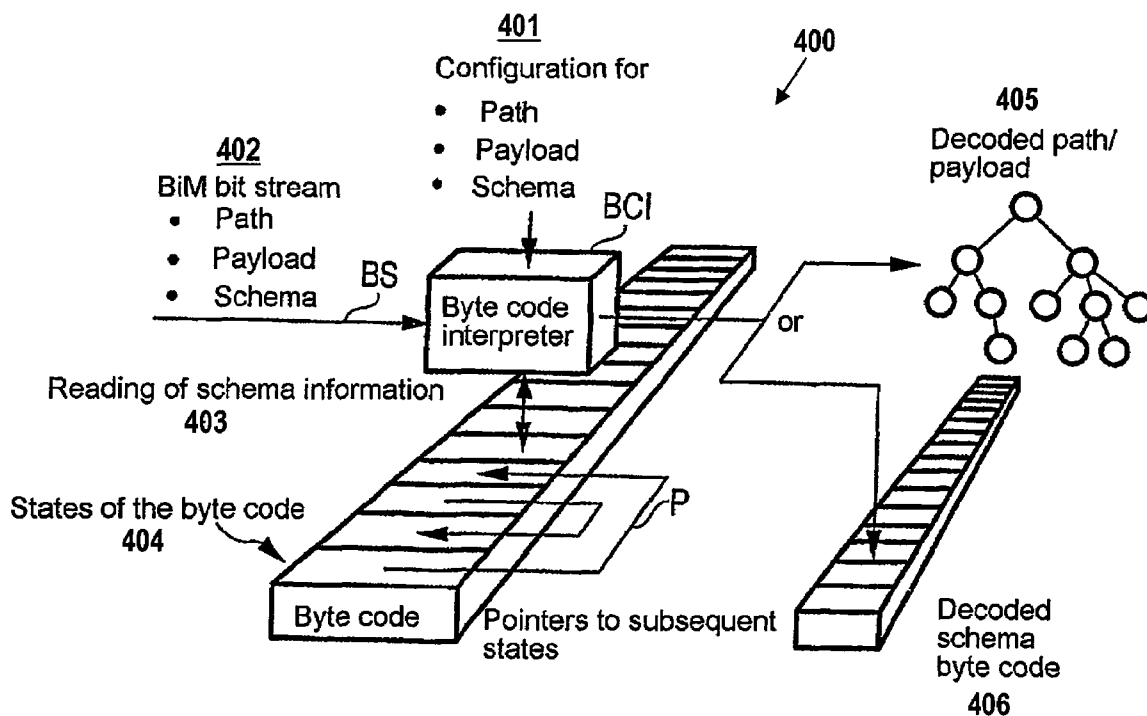 401
Configuration for
• Path
• Payload
• Schema
400
402
BiM bit stream
• Path
• Payload
• Schema
405
Decoded path/
payload
BCI
BS
Byte code
interpreter
or
Reading of schema information
403
P
States of the byte code
404
Byte code
Pointers to subsequent
states
Decoded
schema
byte code
406